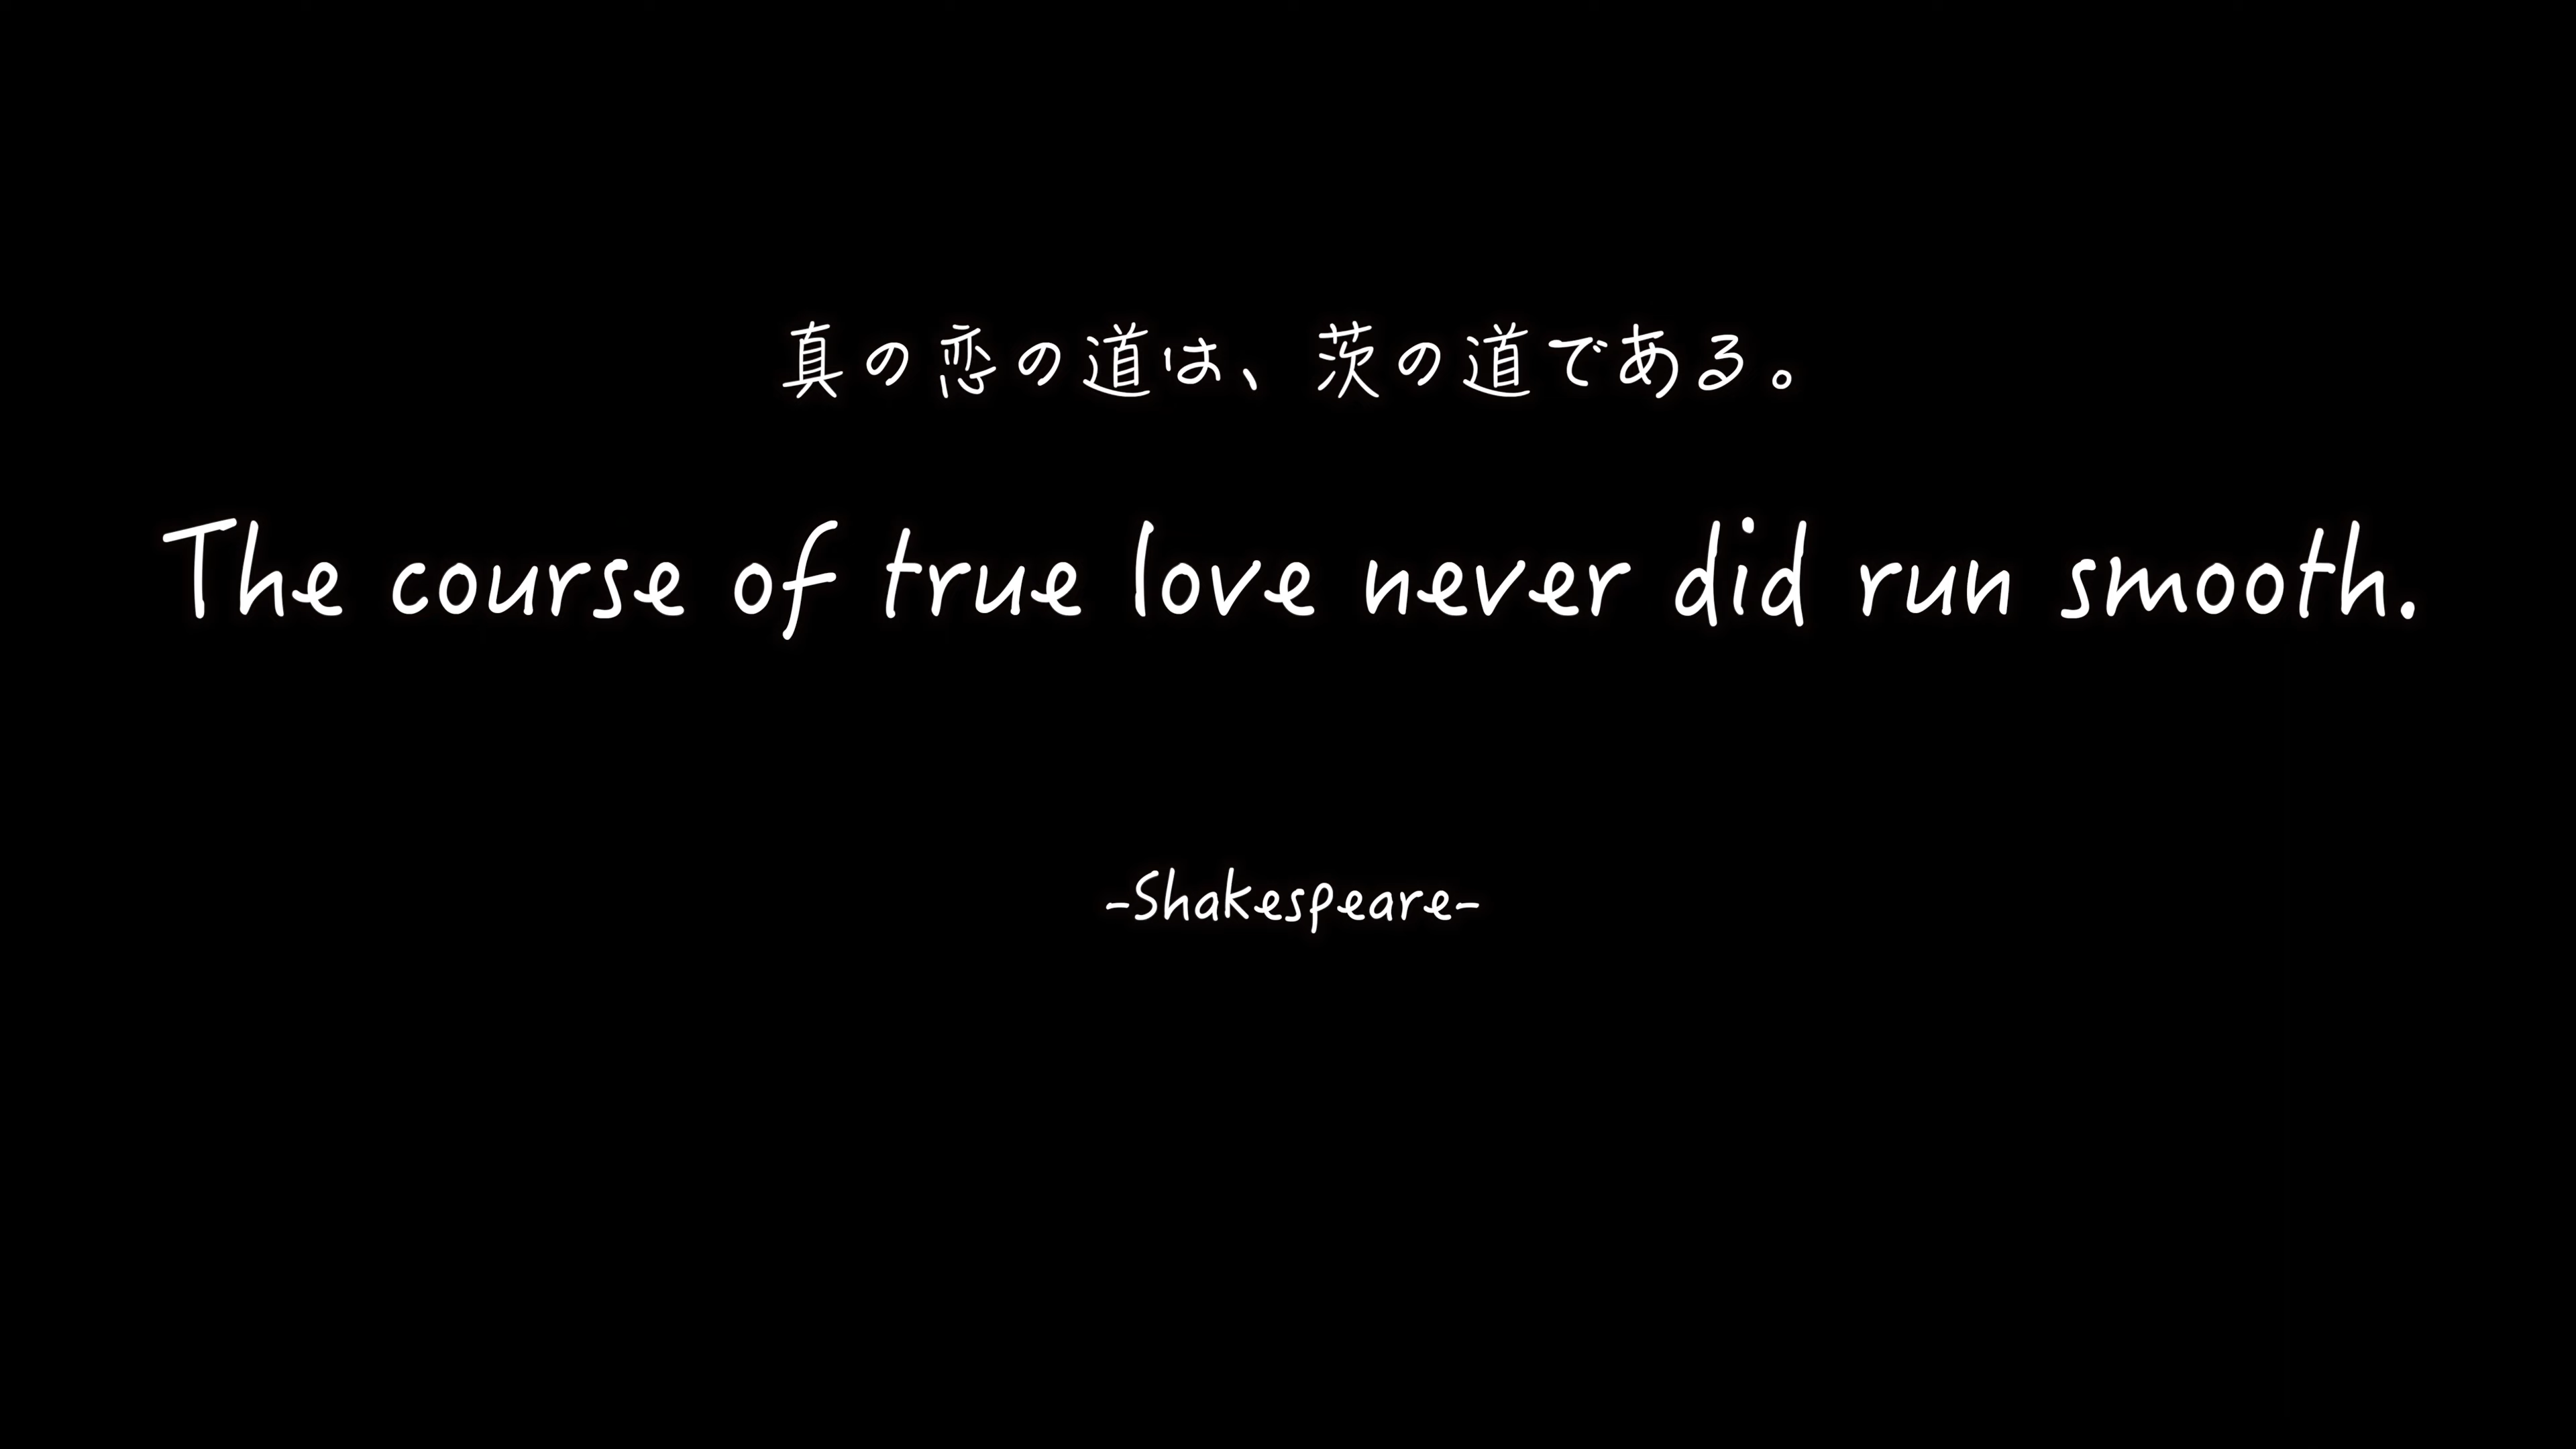 真の恋の道は、茨の道である。
The course of true love never did run smooth.
-Shakespeare-